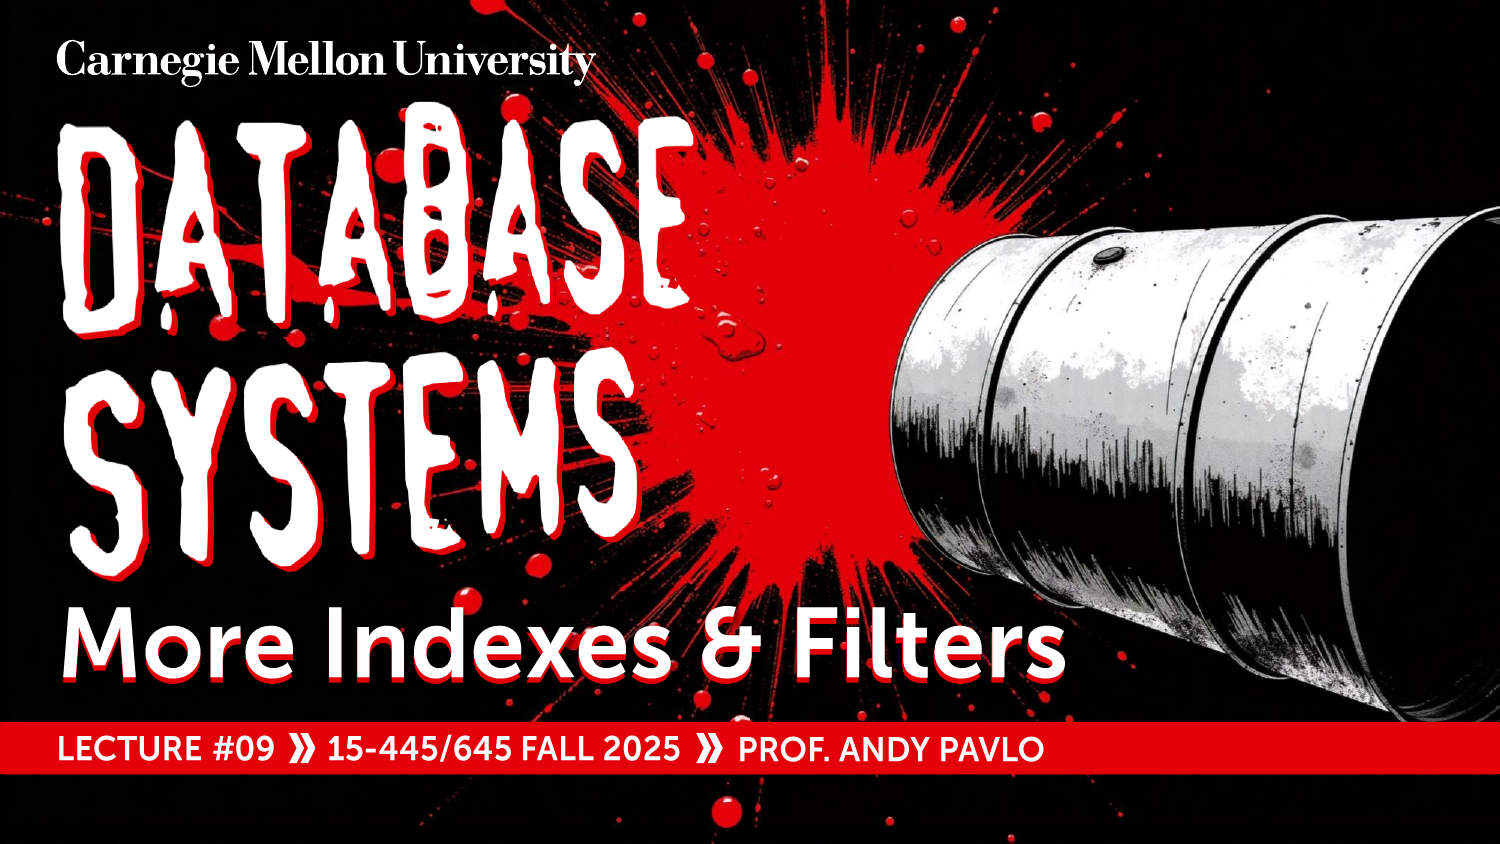 Carnegie Mellon University
DATABASE
SYSTEMS
More Indexes & Filters
LECTURE #09 » 15-445/645 FALL 2025 » PROF. ANDY PAVLO